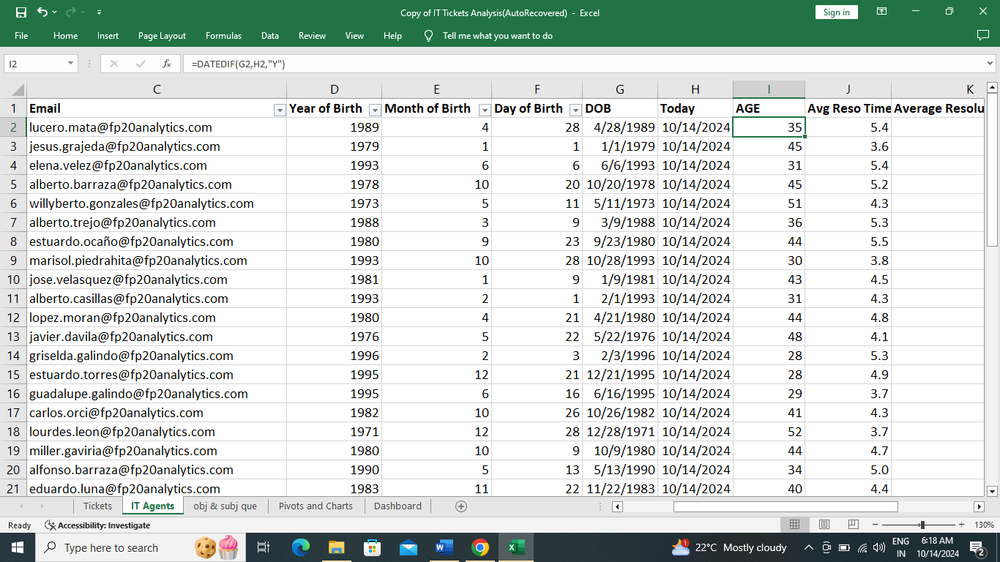 Copy of IT Tickets Analysis(AutoRecovered) - Excel
Sign in
File Home Insert Page Layout Formulas Data Review View Help Tell me what you want to do
I2 fx =DATEDIF(G2,H2,"Y")
C D E F G H I J K
1 Email Year of Birth Month of Birth Day of Birth DOB Today AGE Avg Reso Time Average Resolu
2 lucero.mata@fp20analytics.com 1989 4 28 4/28/1989 10/14/2024 35 5.4
3 jesus.grajeda@fp20analytics.com 1979 1 1 1/1/1979 10/14/2024 45 3.6
4 elena.velez@fp20analytics.com 1993 6 6 6/6/1993 10/14/2024 31 5.4
5 alberto.barraza@fp20analytics.com 1978 10 20 10/20/1978 10/14/2024 45 5.2
6 willyberto.gonzales@fp20analytics.com 1973 5 11 5/11/1973 10/14/2024 51 4.3
7 alberto.trejo@fp20analytics.com 1988 3 9 3/9/1988 10/14/2024 36 5.3
8 estuardo.ocaño@fp20analytics.com 1980 9 23 9/23/1980 10/14/2024 44 5.5
9 marisol.piedrahita@fp20analytics.com 1993 10 28 10/28/1993 10/14/2024 30 3.8
10 jose.velasquez@fp20analytics.com 1981 1 9 1/9/1981 10/14/2024 43 4.5
11 alberto.casillas@fp20analytics.com 1993 2 1 2/1/1993 10/14/2024 31 4.3
12 lopez.moran@fp20analytics.com 1980 4 21 4/21/1980 10/14/2024 44 4.8
13 javier.davila@fp20analytics.com 1976 5 22 5/22/1976 10/14/2024 48 4.1
14 griselda.galindo@fp20analytics.com 1996 2 3 2/3/1996 10/14/2024 28 5.3
15 estuardo.torres@fp20analytics.com 1995 12 21 12/21/1995 10/14/2024 28 4.9
16 guadalupe.galindo@fp20analytics.com 1995 6 16 6/16/1995 10/14/2024 29 3.7
17 carlos.orci@fp20analytics.com 1982 10 26 10/26/1982 10/14/2024 41 4.3
18 lourdes.leon@fp20analytics.com 1971 12 28 12/28/1971 10/14/2024 52 3.7
19 miller.gaviria@fp20analytics.com 1980 10 9 10/9/1980 10/14/2024 44 4.7
20 alfonso.barraza@fp20analytics.com 1990 5 13 5/13/1990 10/14/2024 34 5.0
21 eduardo.luna@fp20analytics.com 1983 11 22 11/22/1983 10/14/2024 40 4.4
Tickets IT Agents obj & subj que Pivots and Charts Dashboard
Ready Accessibility: Investigate 130%
Type here to search 22°C Mostly cloudy ENG 6:18 AM
IN 10/14/2024 2